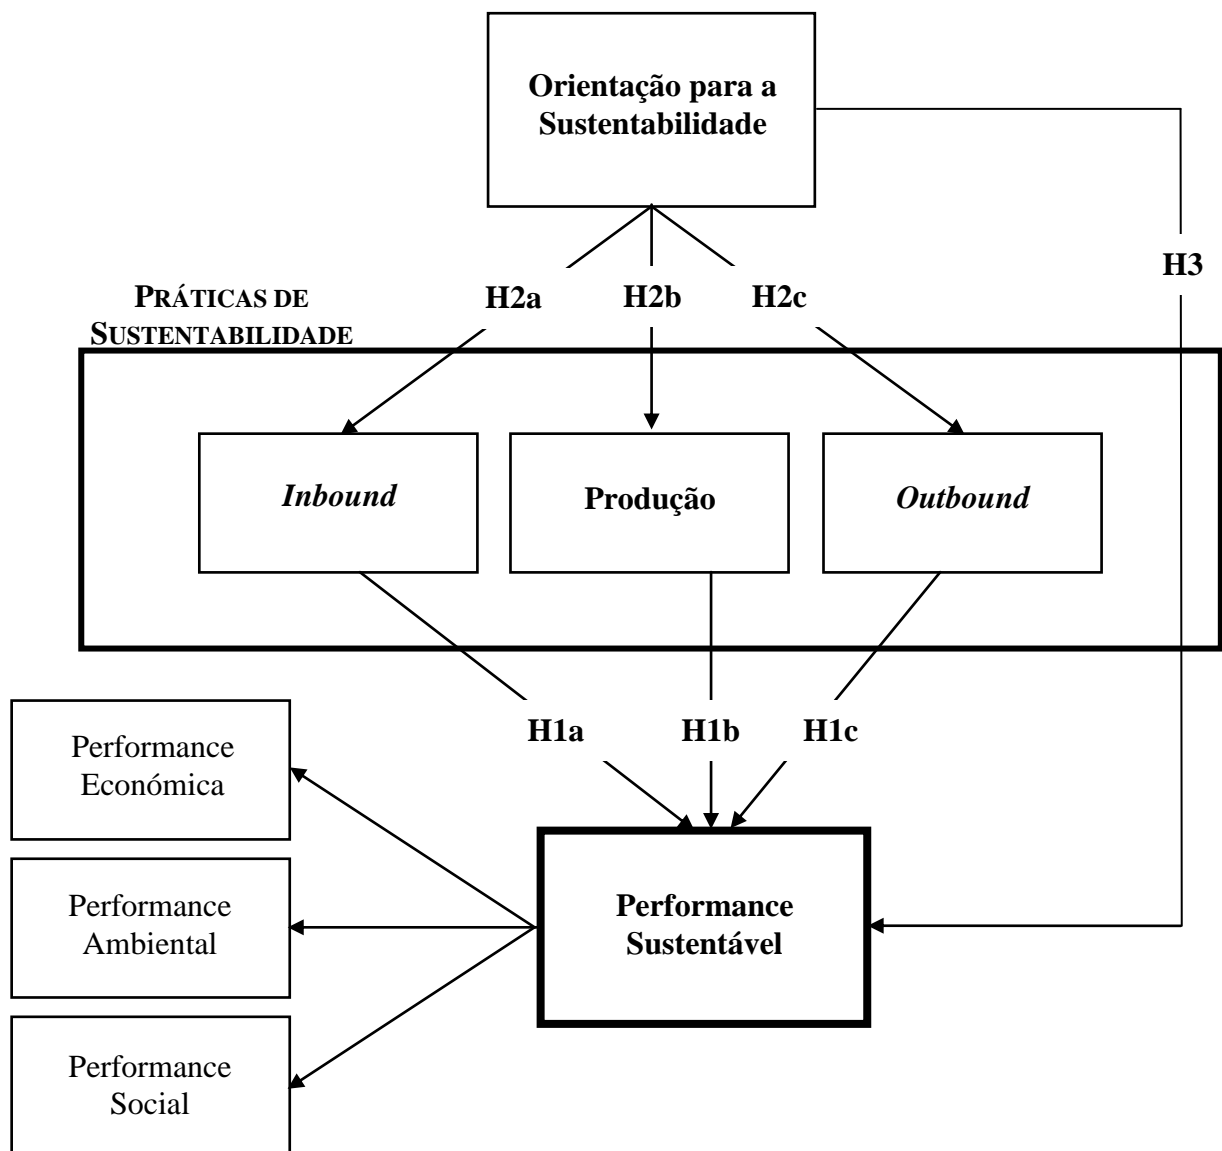 Orientação para a
Sustentabilidade
H3
H2a
H2b
H2c
PRÁTICAS DE
SUSTENTABILIDADE
Inbound
Produção
Outbound
H1a
H1b
H1c
Performance
Económica
Performance
Ambiental
Performance
Social
Performance
Sustentável